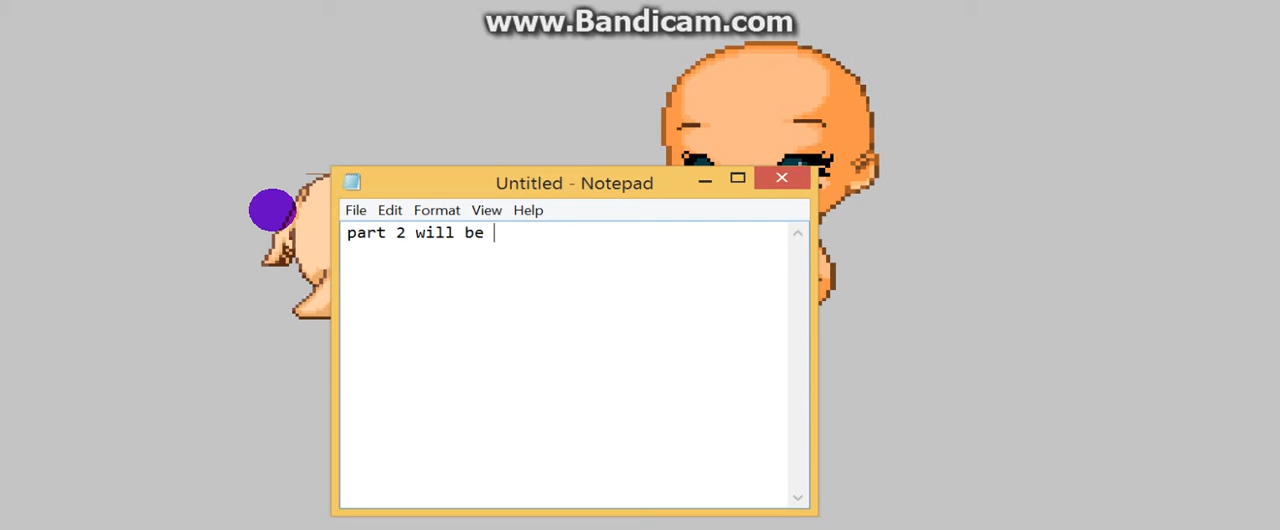 www.Bandicam.com
Untitled - Notepad
File Edit Format View Help
part 2 will be